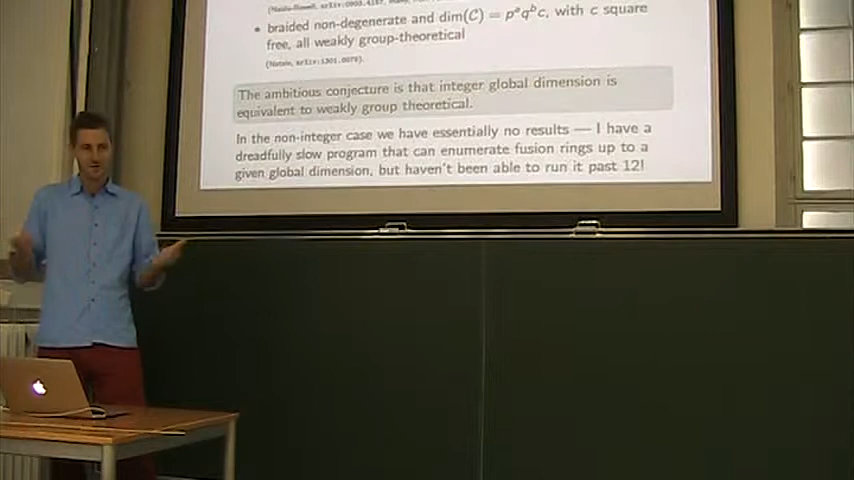 • braided non-degenerate and dim(C) = pᵃqᵇc, with c square
free, all weakly group-theoretical
(Natale, arXiv:1301.6078).
The ambitious conjecture is that integer global dimension is
equivalent to weakly group theoretical.
In the non-integer case we have essentially no results — I have a
dreadfully slow program that can enumerate fusion rings up to a
given global dimension, but haven't been able to run it past 12!